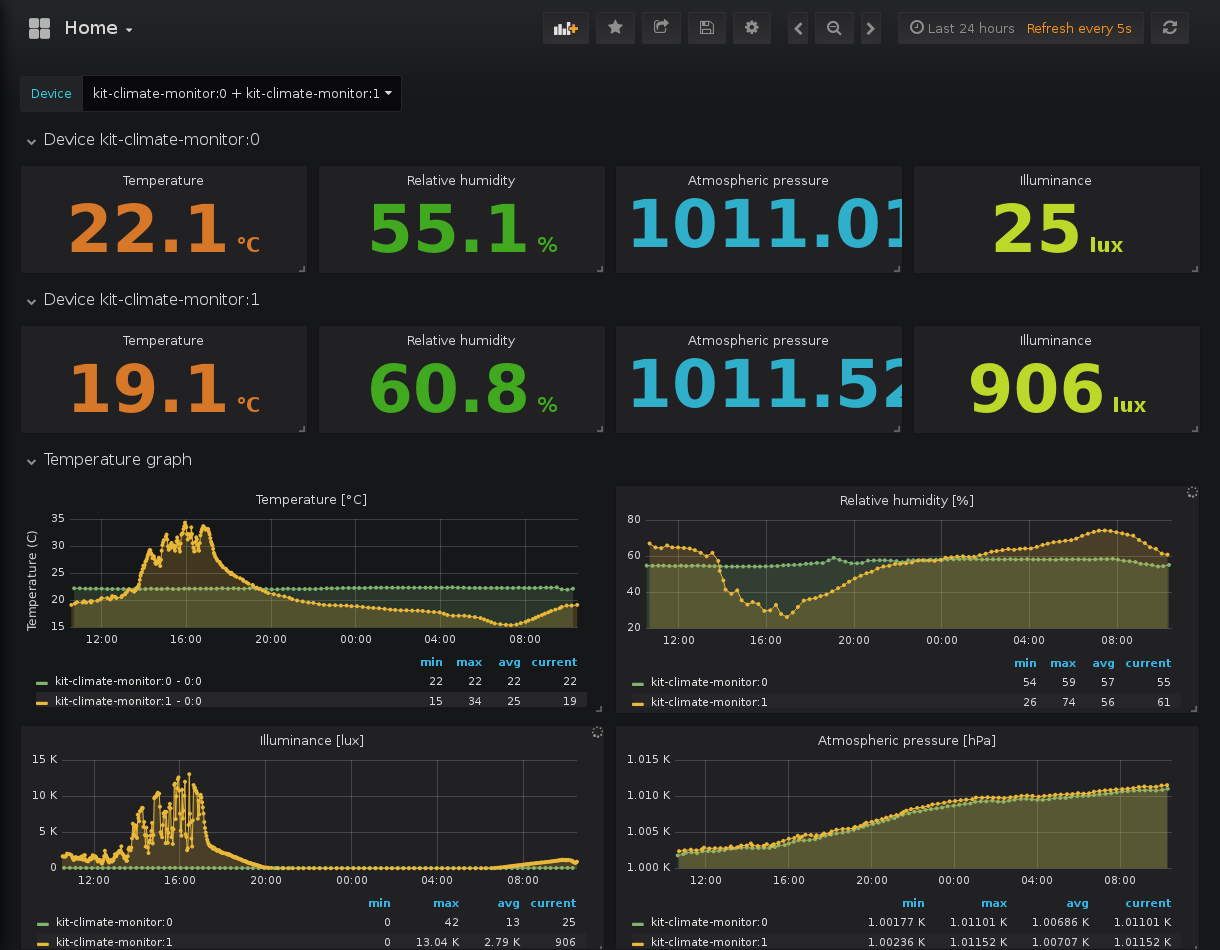 Home
Last 24 hours Refresh every 5s
Device kit-climate-monitor:0 + kit-climate-monitor:1
Device kit-climate-monitor:0
Temperature Relative humidity Atmospheric pressure Illuminance
22.1 °C 55.1 % 1011.01 25 lux
Device kit-climate-monitor:1
Temperature Relative humidity Atmospheric pressure Illuminance
19.1 °C 60.8 % 1011.52 906 lux
Temperature graph
Temperature [°C]
Temperature (C)
35
30
25
20
15
12:00 16:00 20:00 00:00 04:00 08:00
min max avg current
kit-climate-monitor:0 - 0:0 22 22 22 22
kit-climate-monitor:1 - 0:0 15 34 25 19
Relative humidity [%]
80
60
40
20
12:00 16:00 20:00 00:00 04:00 08:00
min max avg current
kit-climate-monitor:0 54 59 57 55
kit-climate-monitor:1 26 74 56 61
Illuminance [lux]
15 K
10 K
5 K
0
12:00 16:00 20:00 00:00 04:00 08:00
min max avg current
kit-climate-monitor:0 0 42 13 25
kit-climate-monitor:1 0 13.04 K 2.79 K 906
Atmospheric pressure [hPa]
1.015 K
1.010 K
1.005 K
1.000 K
12:00 16:00 20:00 00:00 04:00 08:00
min max avg current
kit-climate-monitor:0 1.00177 K 1.01101 K 1.00686 K 1.01101 K
kit-climate-monitor:1 1.00236 K 1.01152 K 1.00707 K 1.01152 K